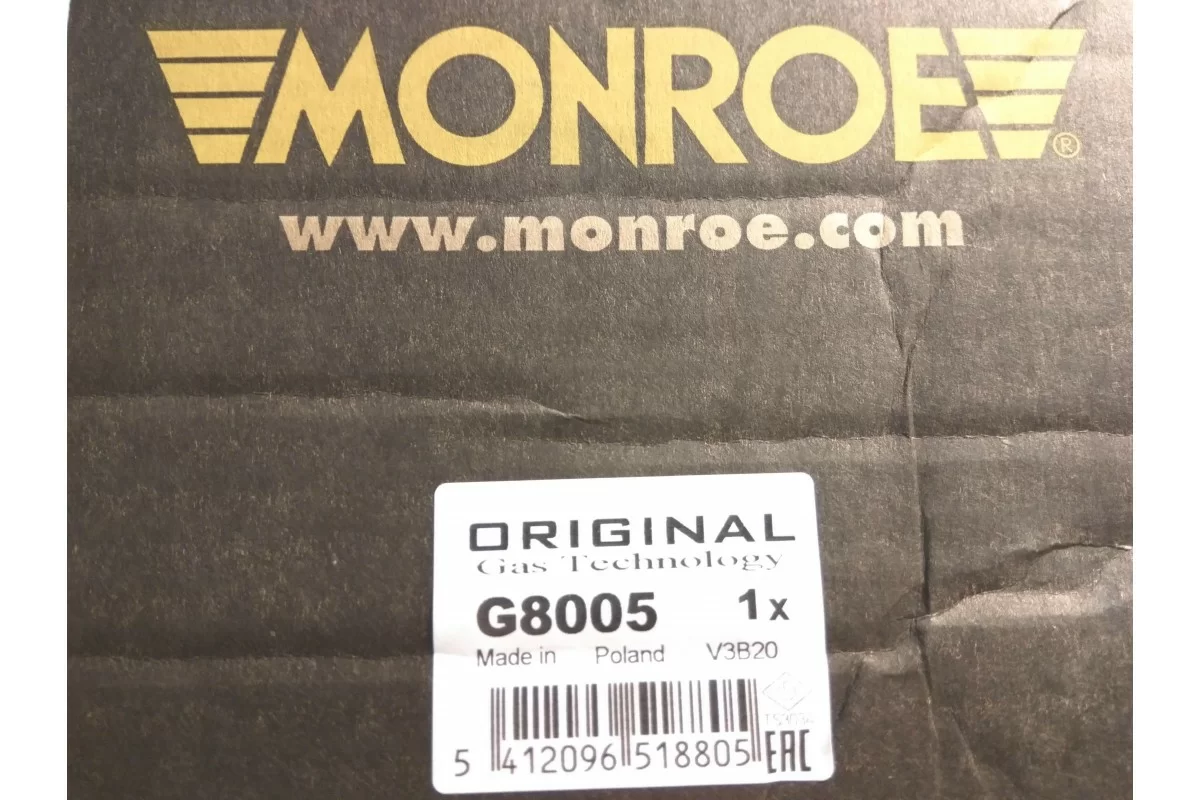 MONROE®
www.monroe.com
ORIGINAL
Gas Technology
G8005 1x
Made in Poland V3B20
5 412096 518805 EAC